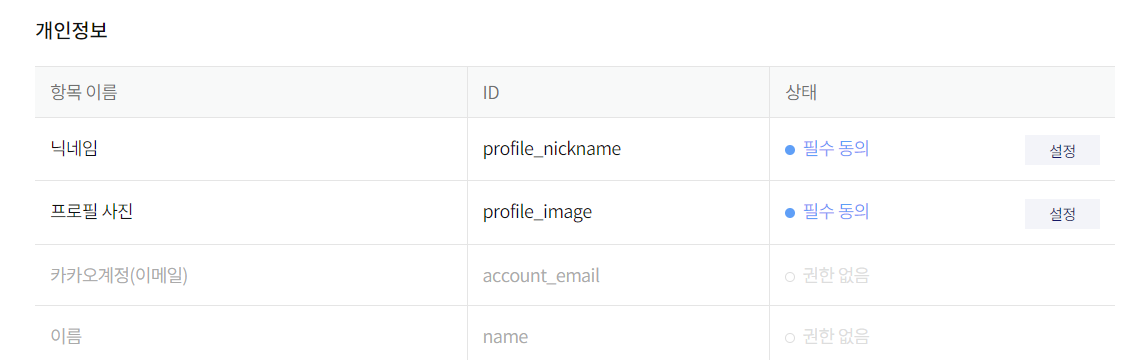 개인정보
항목 이름 ID 상태
닉네임 profile_nickname 필수 동의 설정
프로필 사진 profile_image 필수 동의 설정
카카오계정(이메일) account_email 권한 없음
이름 name 권한 없음